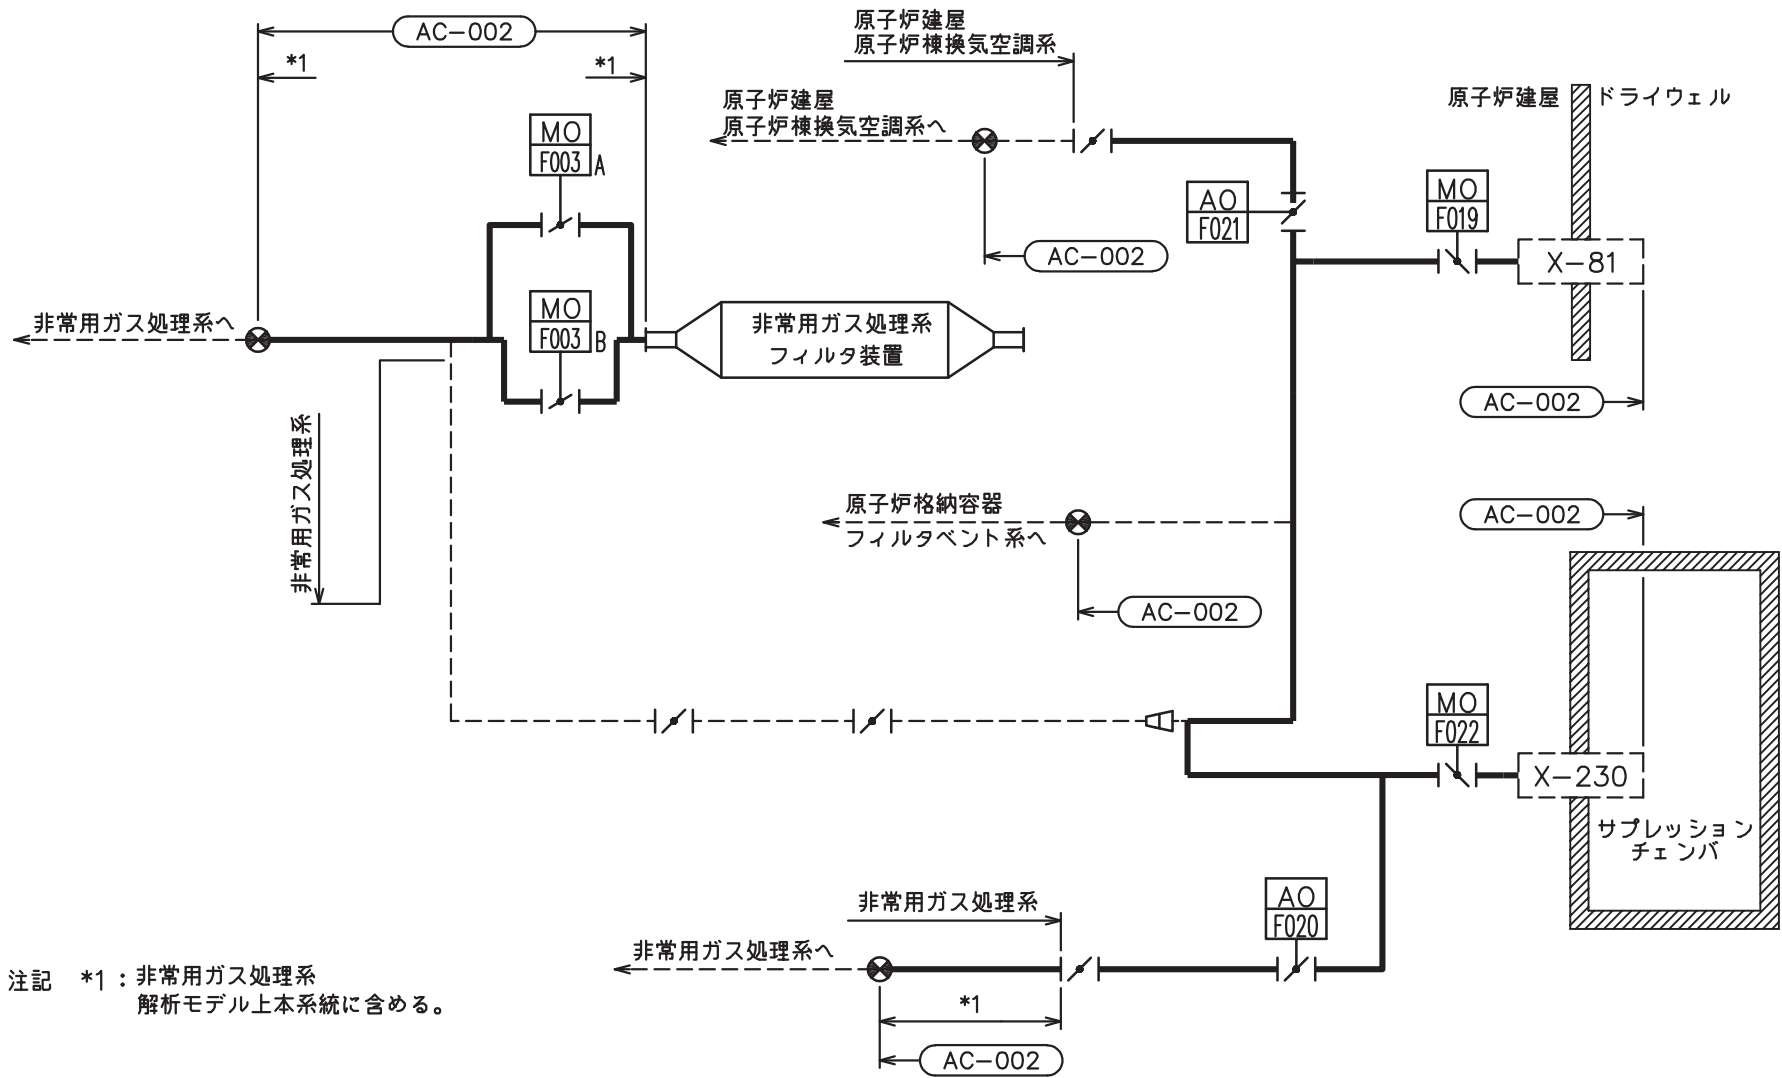 AC-002
*1
*1
原子炉建屋
原子炉棟換気空調系
原子炉建屋
原子炉棟換気空調系へ
原子炉建屋
ドライウェル
MO
F003
A
AO
F021
MO
F019
AC-002
X-81
MO
F003
B
非常用ガス処理系へ
非常用ガス処理系
フィルタ装置
AC-002
非常用ガス処理系
原子炉格納容器
フィルタベント系へ
AC-002
AC-002
MO
F022
X-230
サプレッション
チェンバ
AO
F020
非常用ガス処理系
非常用ガス処理系へ
*1
AC-002
注記 *1：非常用ガス処理系
解析モデル上本系統に含める。